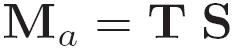 M_a = T S